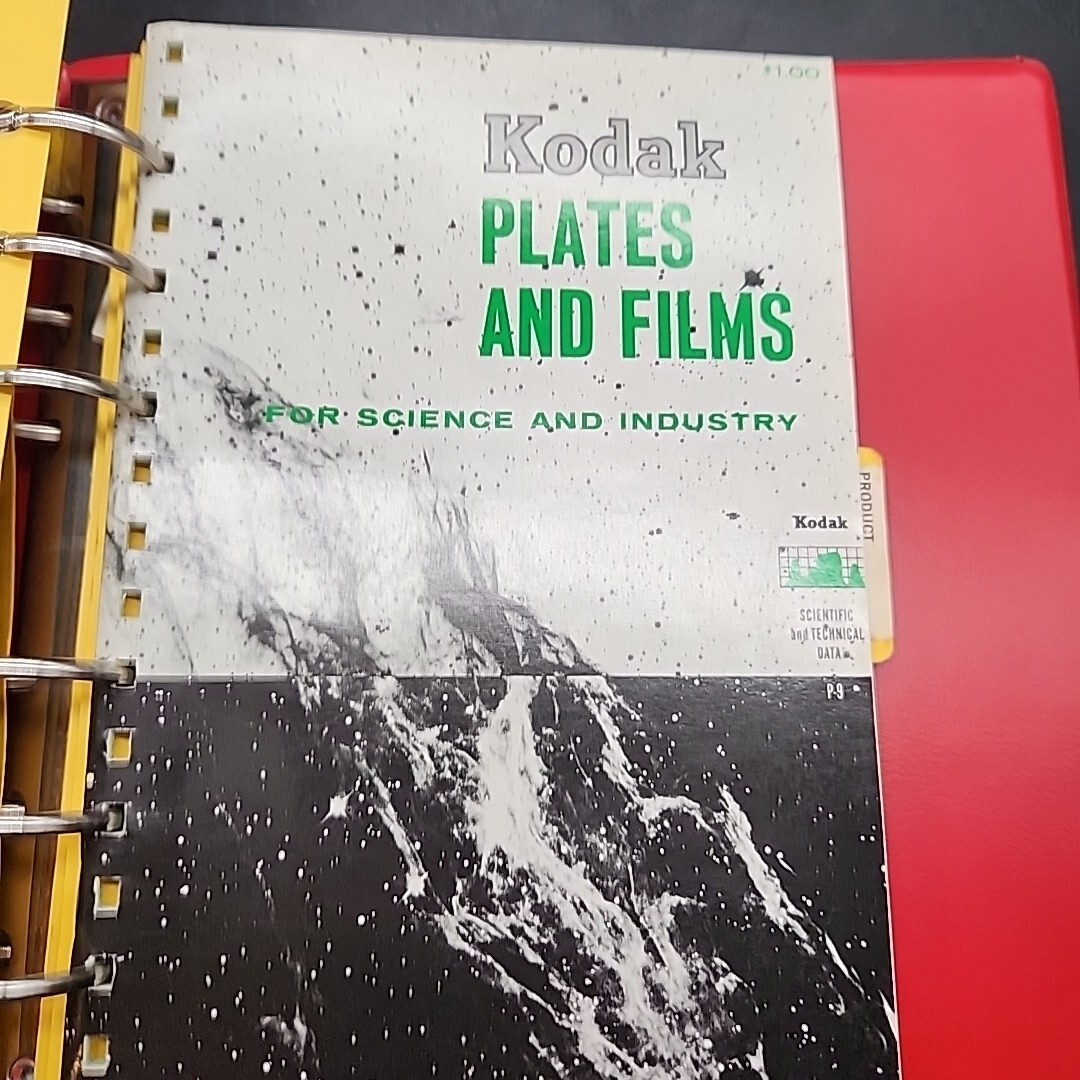 $1.00
Kodak
PLATES
AND FILMS
FOR SCIENCE AND INDUSTRY
PRODUCT
Kodak
SCIENTIFIC
and TECHNICAL
DATA
P-9